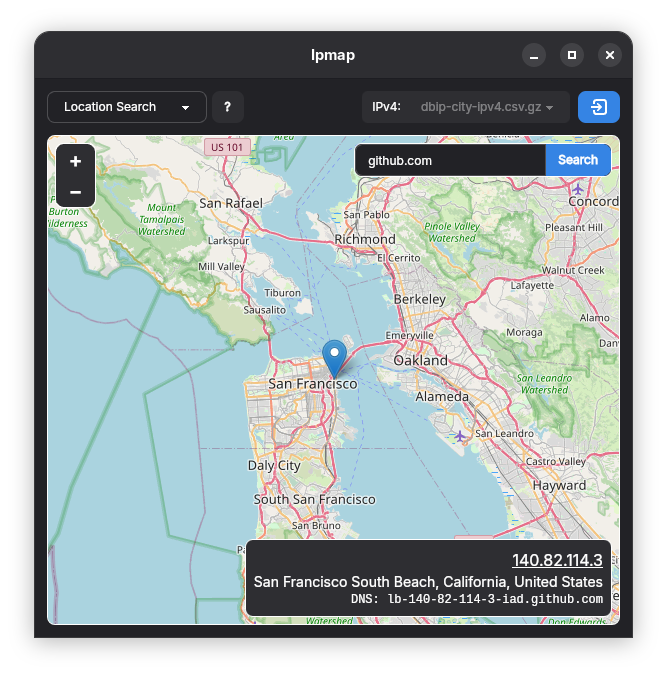 Ipmap
Location Search
?
IPv4: dbip-city-ipv4.csv.gz
+
−
github.com
Search
Area
US 101
Concord
San Rafael
Mount
Tamalpais
Watershed
Burton
Wilderness
San Pablo
Larkspur
Richmond
Pinole Valley
Watershed
Pleasant Hill
El Cerrito
Mill Valley
Walnut Creek
Lafayette
Tiburon
Berkeley
Sausalito
Alamo
Emeryville
Moraga
Oakland
San Francisco
San Leandro
Watershed
Alameda
San Leandro
Castro Valley
Daly City
Hayward
South San Francisco
San Bruno
140.82.114.3
San Francisco South Beach, California, United States
DNS: lb-140-82-114-3-iad.github.com
Watershed
Don Edwards